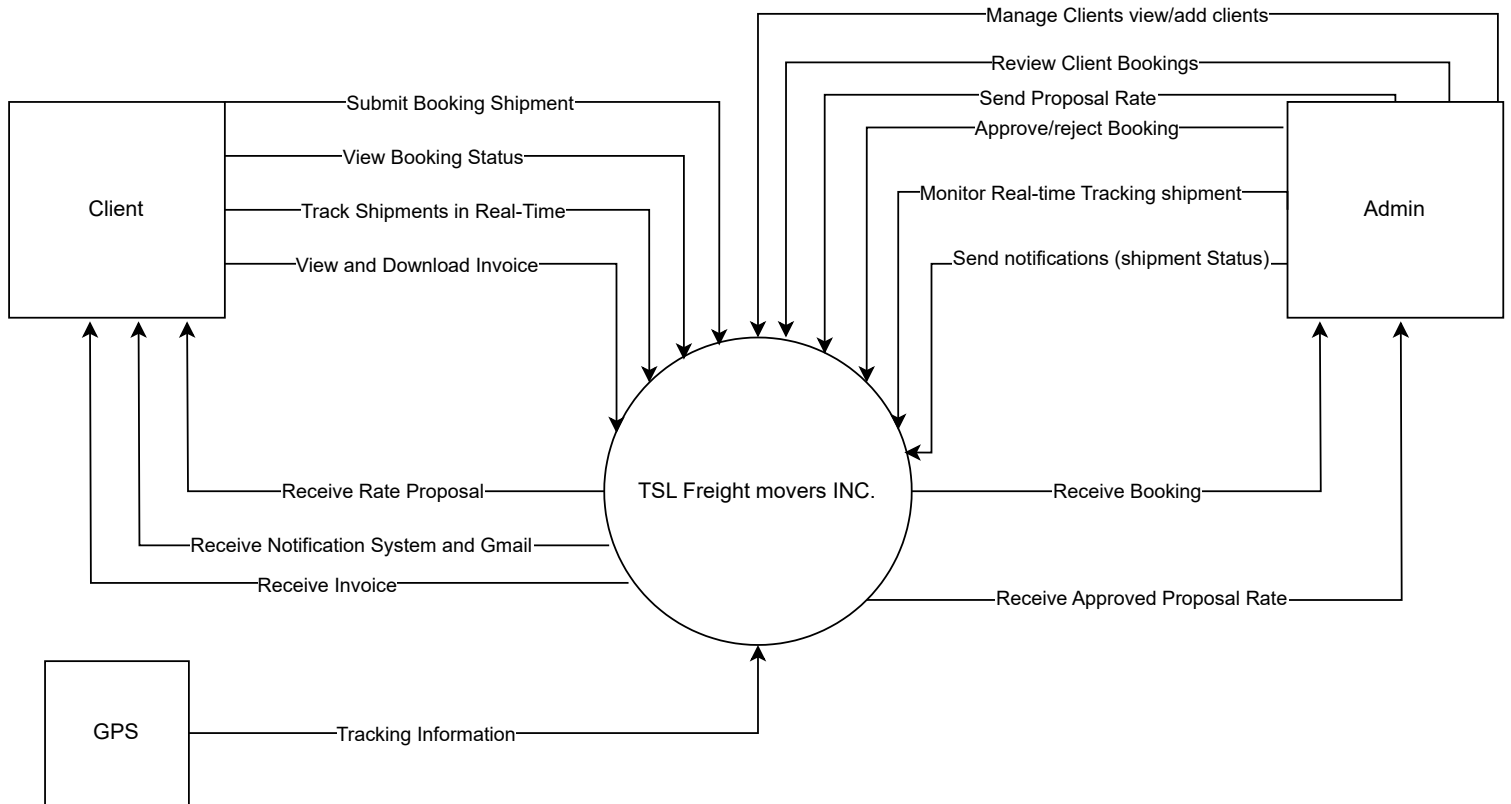 Manage Clients view/add clients
Review Client Bookings
Send Proposal Rate
Submit Booking Shipment
Approve/reject Booking
View Booking Status
Monitor Real-time Tracking shipment
Client
Track Shipments in Real-Time
Admin
View and Download Invoice
Send notifications (shipment Status)
Receive Rate Proposal
TSL Freight movers INC.
Receive Booking
Receive Notification System and Gmail
Receive Invoice
Receive Approved Proposal Rate
GPS
Tracking Information